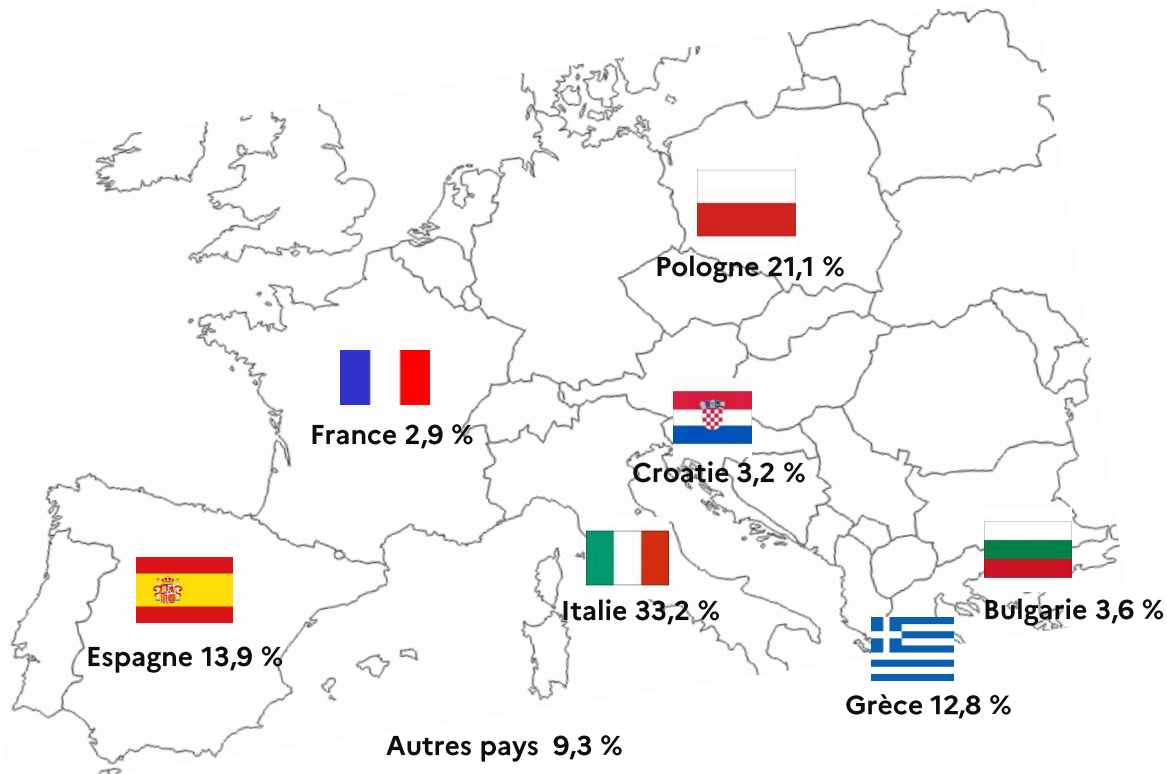 Pologne 21,1 %
France 2,9 %
Croatie 3,2 %
Italie 33,2 %
Bulgarie 3,6 %
Espagne 13,9 %
Grèce 12,8 %
Autres pays 9,3 %